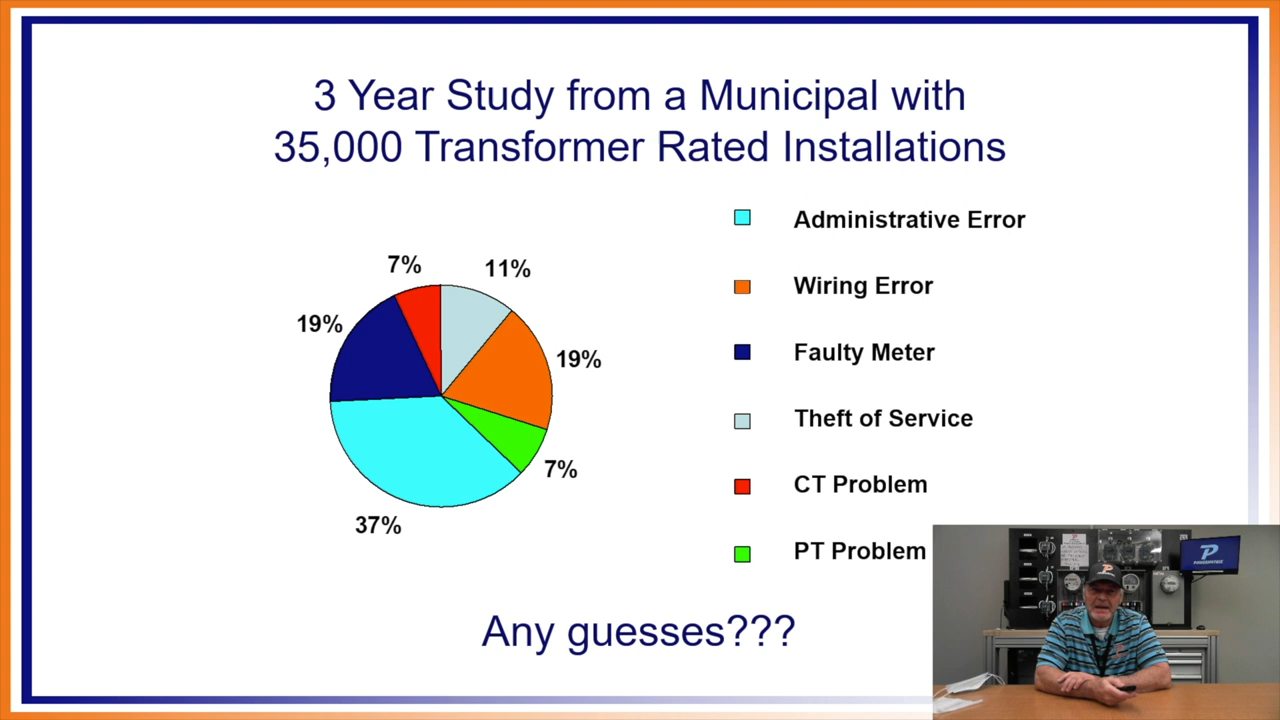 3 Year Study from a Municipal with
35,000 Transformer Rated Installations
7%
11%
19%
19%
7%
37%
Administrative Error
Wiring Error
Faulty Meter
Theft of Service
CT Problem
PT Problem
Any guesses???
P
POWERMETRIX
P